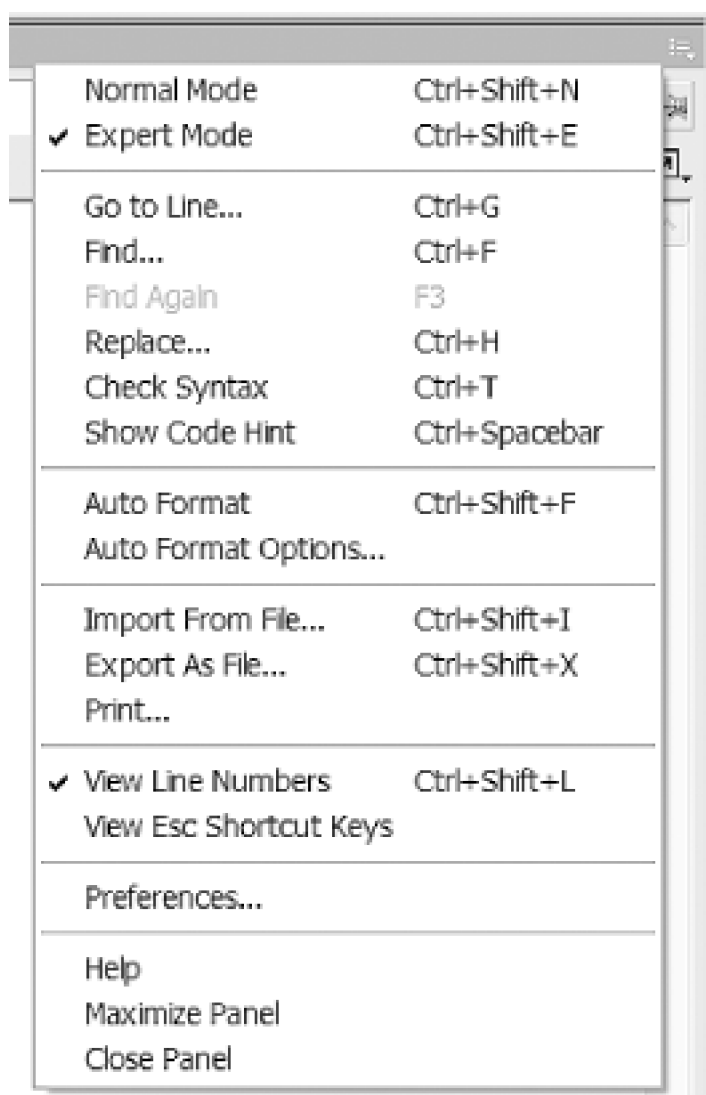 Normal Mode Ctrl+Shift+N
✓ Expert Mode Ctrl+Shift+E
Go to Line... Ctrl+G
Find... Ctrl+F
Find Again F3
Replace... Ctrl+H
Check Syntax Ctrl+T
Show Code Hint Ctrl+Spacebar
Auto Format Ctrl+Shift+F
Auto Format Options...
Import From File... Ctrl+Shift+I
Export As File... Ctrl+Shift+X
Print...
✓ View Line Numbers Ctrl+Shift+L
View Esc Shortcut Keys
Preferences...
Help
Maximize Panel
Close Panel